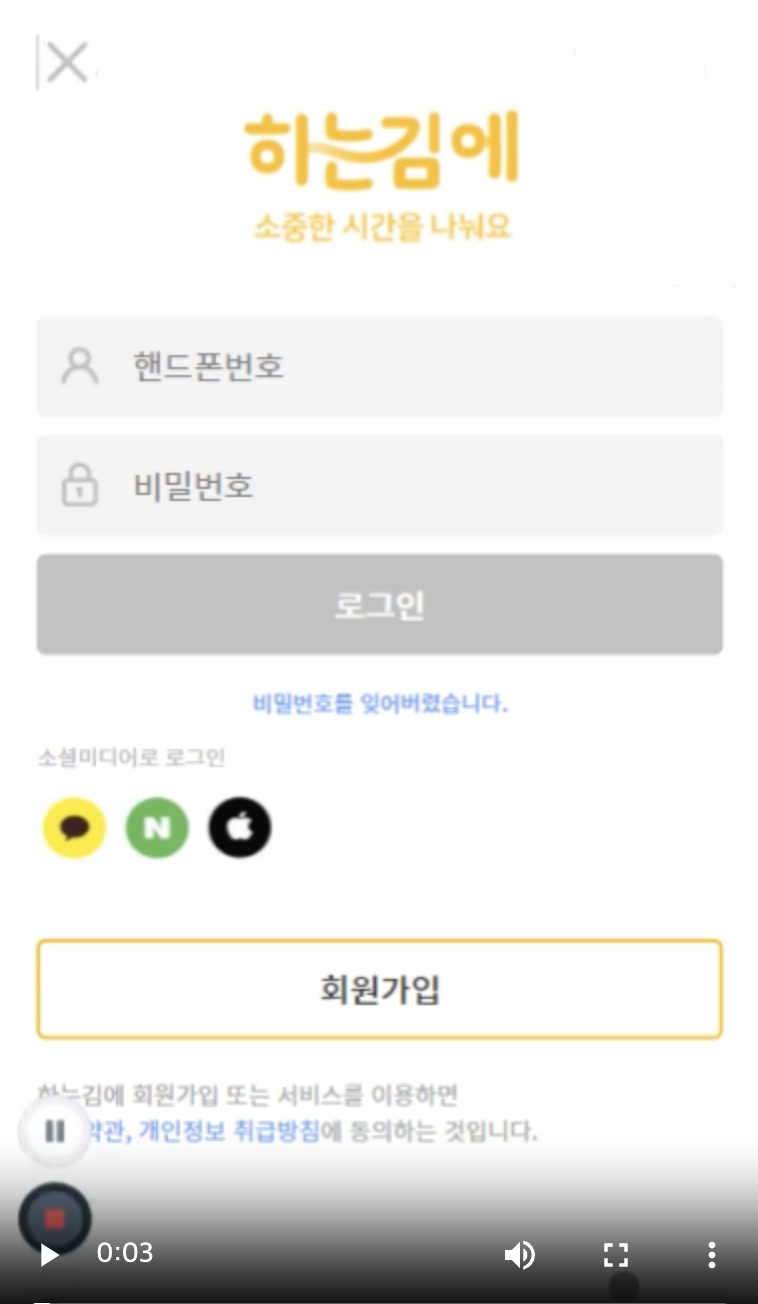 하는김에
소중한 시간을 나눠요
핸드폰번호
비밀번호
로그인
비밀번호를 잊어버렸습니다.
소셜미디어로 로그인
N
회원가입
하는김에 회원가입 또는 서비스를 이용하면
약관, 개인정보 취급방침에 동의하는 것입니다.
0:03